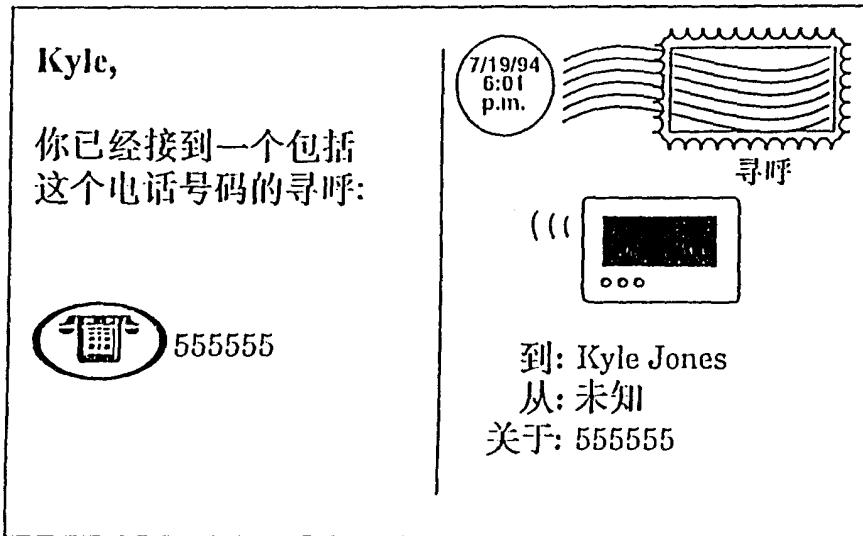 Kyle,
你已经接到一个包括
这个电话号码的寻呼:
555555
7/19/94
6:01
p.m.
寻呼
到: Kyle Jones
从: 未知
关于: 555555